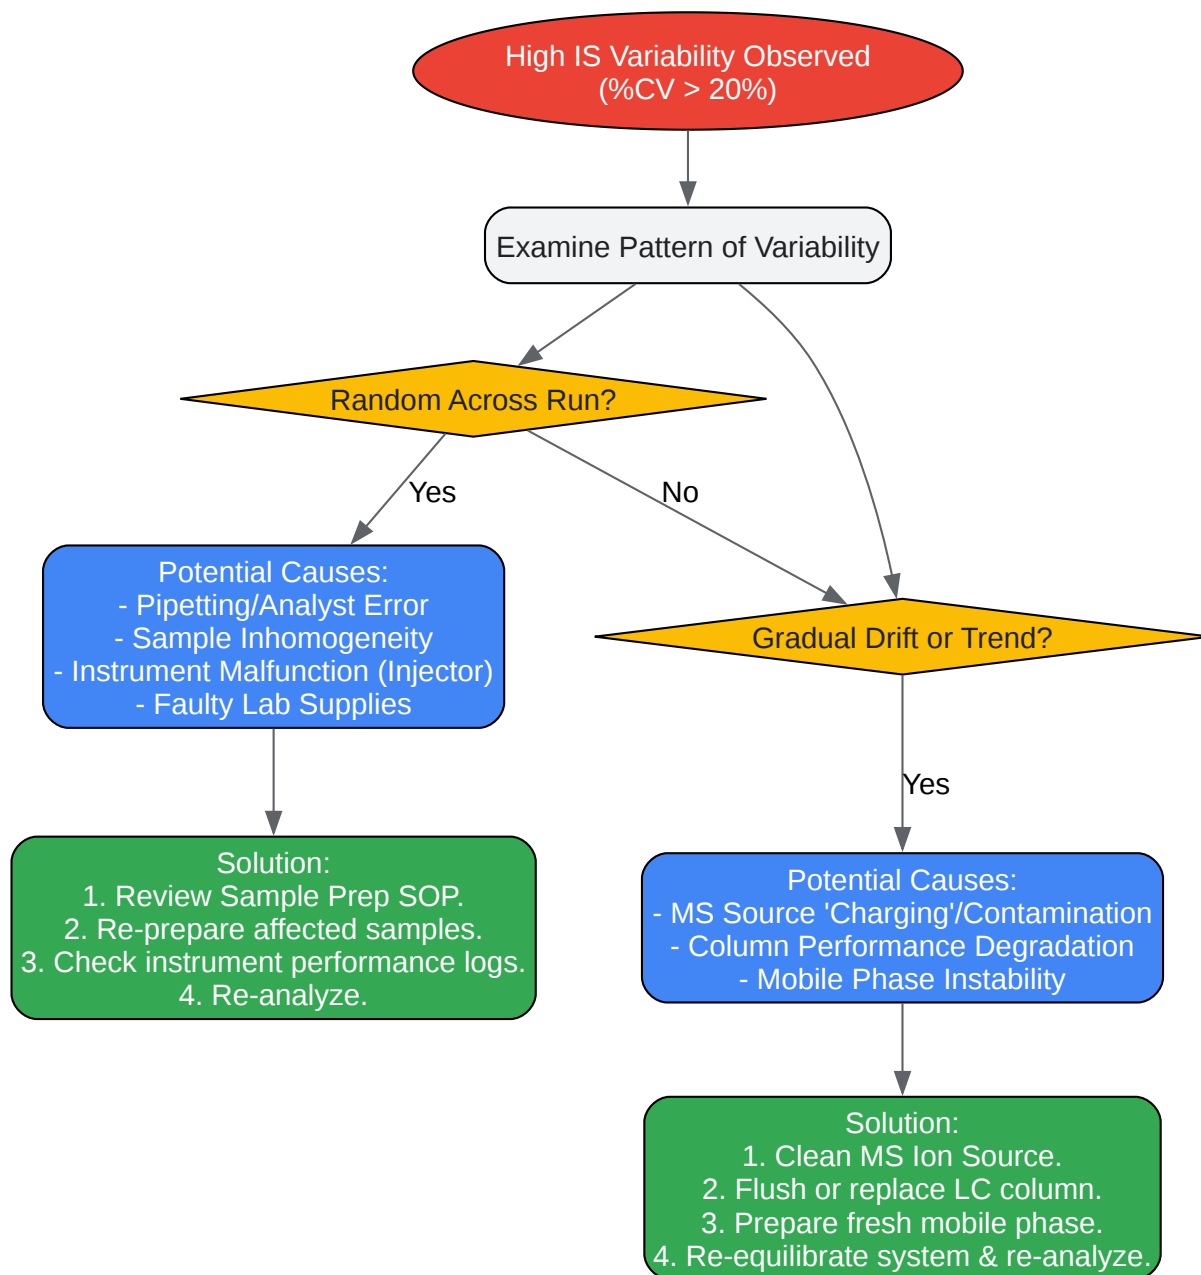 High IS Variability Observed
(%CV > 20%)
Examine Pattern of Variability
Random Across Run?
Yes
No
Potential Causes:
- Pipetting/Analyst Error
- Sample Inhomogeneity
- Instrument Malfunction (Injector)
- Faulty Lab Supplies
Gradual Drift or Trend?
Yes
Solution:
1. Review Sample Prep SOP.
2. Re-prepare affected samples.
3. Check instrument performance logs.
4. Re-analyze.
Potential Causes:
- MS Source 'Charging'/Contamination
- Column Performance Degradation
- Mobile Phase Instability
Solution:
1. Clean MS Ion Source.
2. Flush or replace LC column.
3. Prepare fresh mobile phase.
4. Re-equilibrate system & re-analyze.